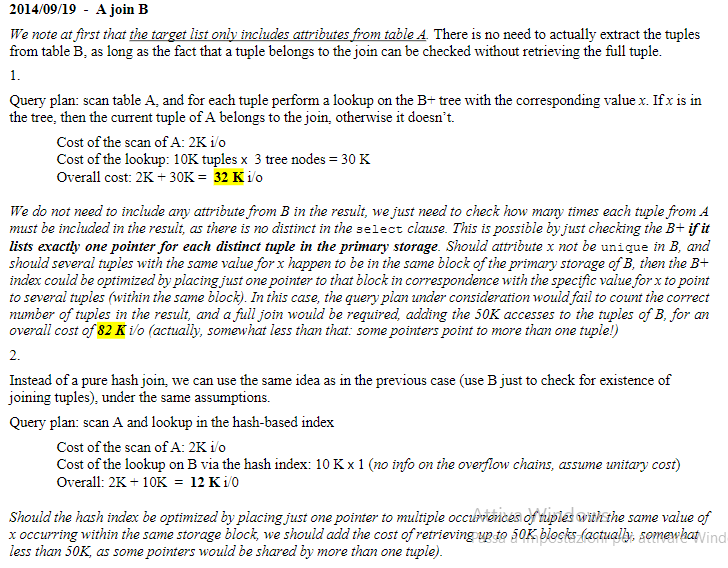 2014/09/19 - A join B
We note at first that the target list only includes attributes from table A. There is no need to actually extract the tuples
from table B, as long as the fact that a tuple belongs to the join can be checked without retrieving the full tuple.
1.
Query plan: scan table A, and for each tuple perform a lookup on the B+ tree with the corresponding value x. If x is in
the tree, then the current tuple of A belongs to the join, otherwise it doesn't.
Cost of the scan of A: 2K i/o
Cost of the lookup: 10K tuples x 3 tree nodes = 30 K
Overall cost: 2K + 30K = 32 K i/o
We do not need to include any attribute from B in the result, we just need to check how many times each tuple from A
must be included in the result, as there is no distinct in the select clause. This is possible by just checking the B+ if it
lists exactly one pointer for each distinct tuple in the primary storage. Should attribute x not be unique in B, and
should several tuples with the same value for x happen to be in the same block of the primary storage of B, then the B+
index could be optimized by placing just one pointer to that block in correspondence with the specific value for x to point
to several tuples (within the same block). In this case, the query plan under consideration would fail to count the correct
number of tuples in the result, and a full join would be required, adding the 50K accesses to the tuples of B, for an
overall cost of 82 K i/o (actually, somewhat less than that: some pointers point to more than one tuple!)
2.
Instead of a pure hash join, we can use the same idea as in the previous case (use B just to check for existence of
joining tuples), under the same assumptions.
Query plan: scan A and lookup in the hash-based index
Cost of the scan of A: 2K i/o
Cost of the lookup on B via the hash index: 10 K x 1 (no info on the overflow chains, assume unitary cost)
Overall: 2K + 10K = 12 K i/0
Should the hash index be optimized by placing just one pointer to multiple occurrences of tuples with the same value of
x occurring within the same storage block, we should add the cost of retrieving up to 50K blocks (actually, somewhat
less than 50K, as some pointers would be shared by more than one tuple).
Attiva Windows